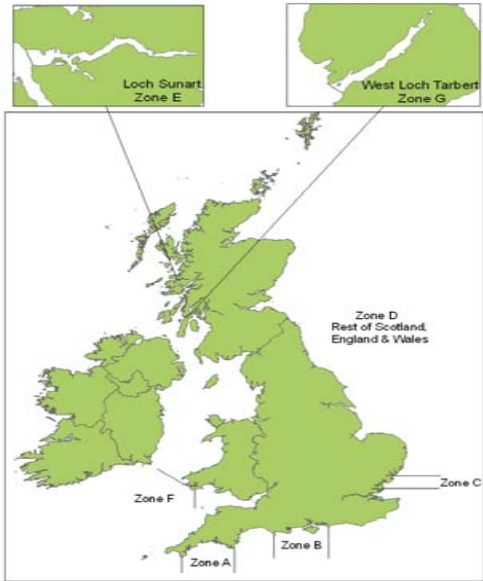 Loch Sunart
Zone E
West Loch Tarbert
Zone G
Zone D
Rest of Scotland,
England & Wales
Zone C
Zone F
Zone B
Zone A